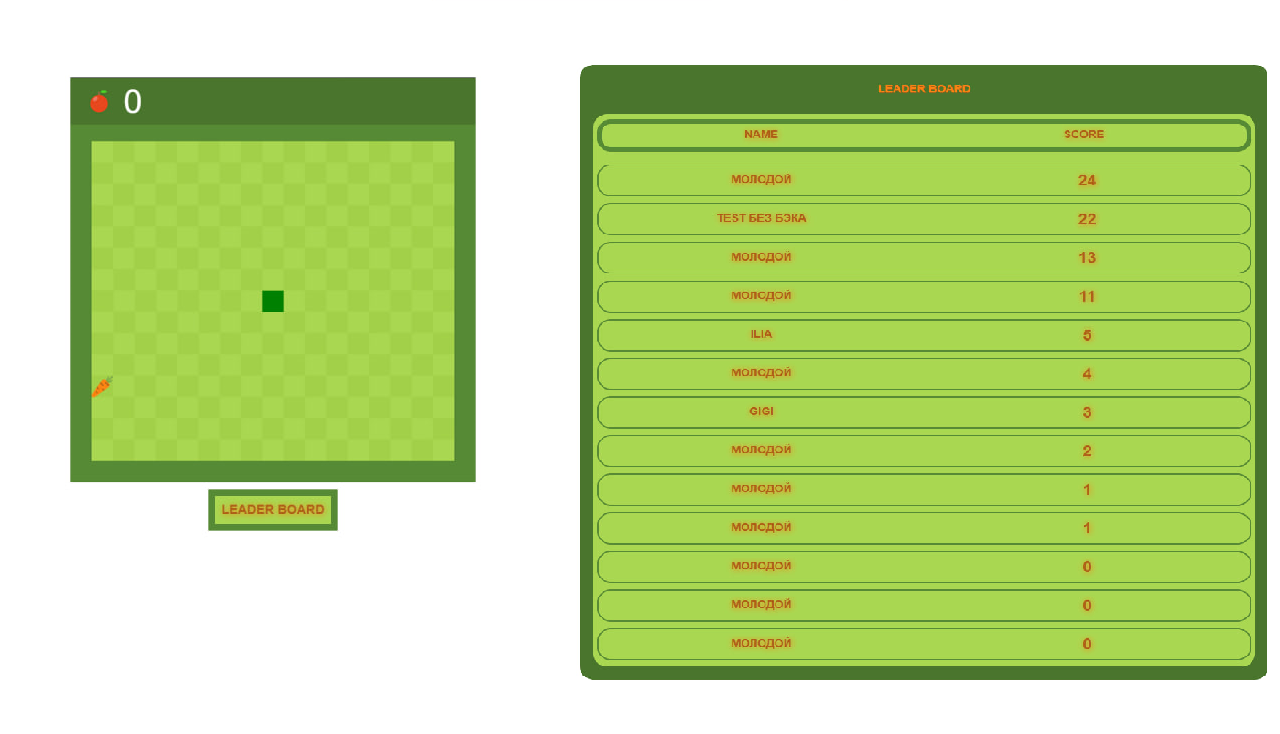 0
LEADER BOARD
LEADER BOARD
NAME SCORE
МОЛОДОЙ 24
TEST БЕЗ БЭКА 22
МОЛОДОЙ 13
МОЛОДОЙ 11
ILIA 5
МОЛОДОЙ 4
GIGI 3
МОЛОДОЙ 2
МОЛОДОЙ 1
МОЛОДОЙ 1
МОЛОДОЙ 0
МОЛОДОЙ 0
МОЛОДОЙ 0